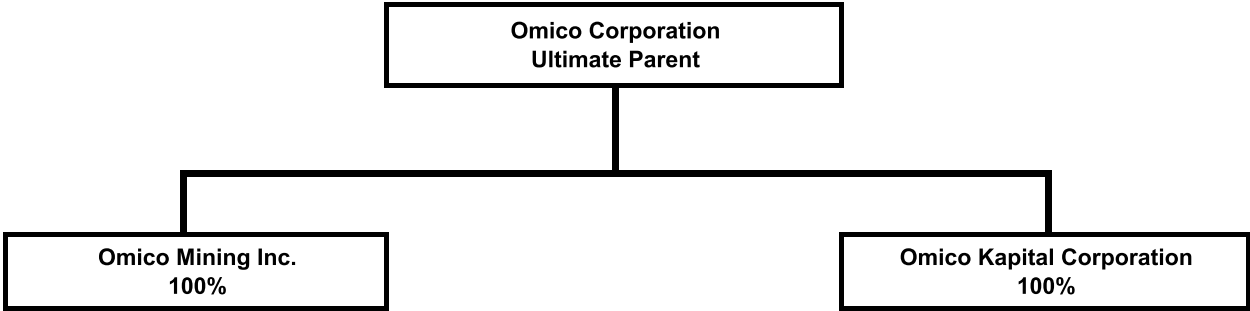 Omico Corporation
Ultimate Parent
Omico Mining Inc.
100%
Omico Kapital Corporation
100%